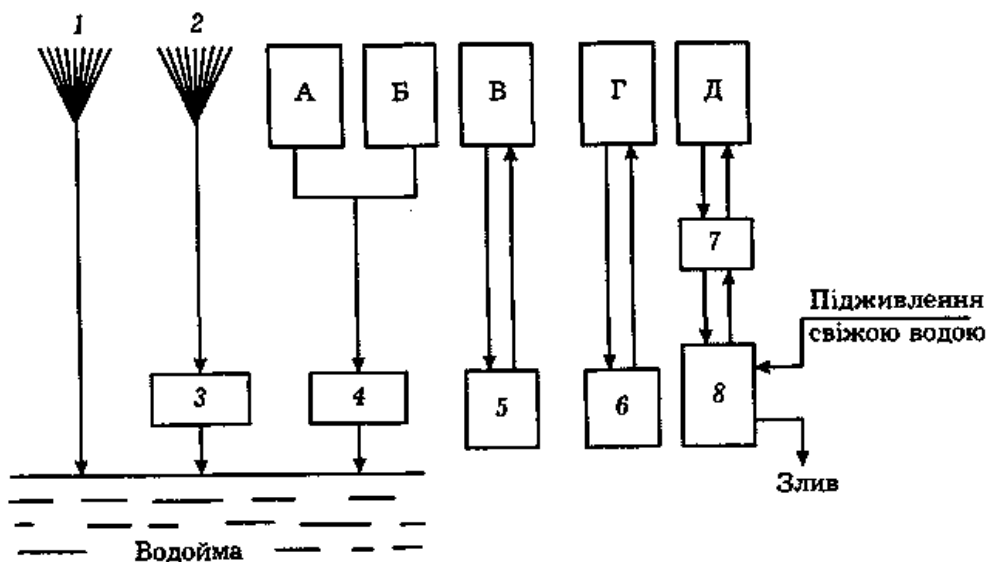 1
2
А
Б
В
Г
Д
7
Підживлення
свіжою водою
3
4
5
6
8
Злив
Водойма